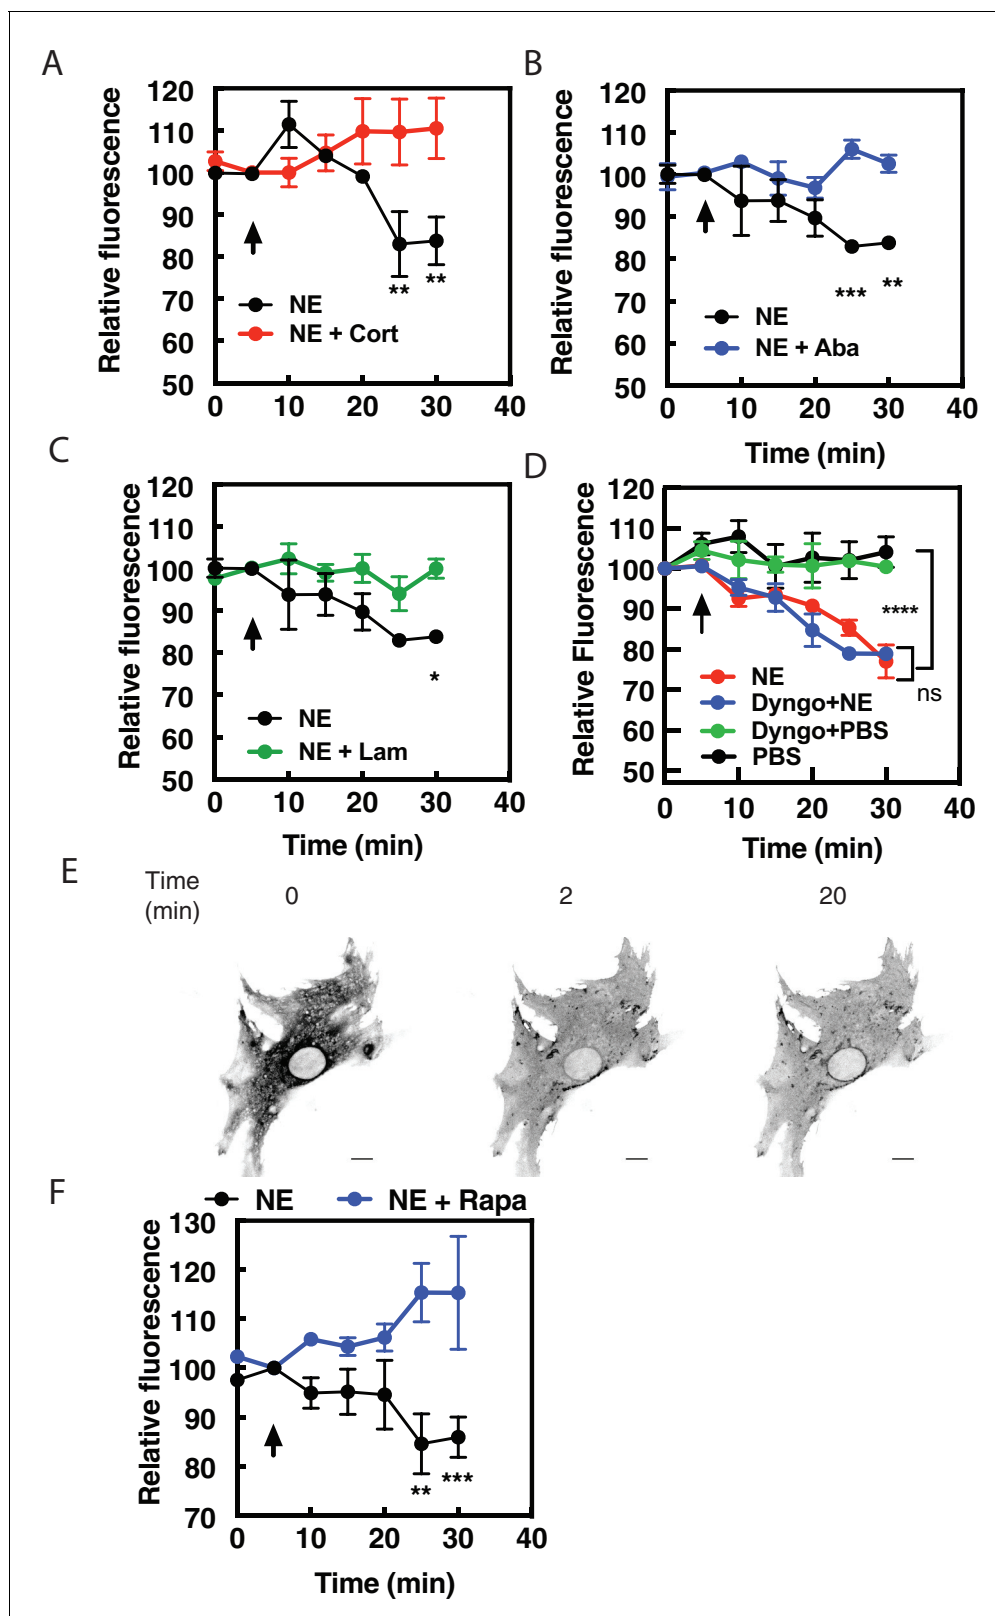 A
Relative fluorescence
120
110
100
90
80
70
60
50
0 10 20 30 40
** **
NE
NE + Cort
B
Relative fluorescence
120
110
100
90
80
70
60
50
0 10 20 30 40
Time (min)
*** **
NE
NE + Aba
C
Relative fluorescence
120
110
100
90
80
70
60
50
0 10 20 30 40
Time (min)
*
NE
NE + Lam
D
Relative Fluorescence
120
110
100
90
80
70
60
50
0 10 20 30 40
Time (min)
****
ns
NE
Dyngo+NE
Dyngo+PBS
PBS
E
Time
(min)
0 2 20
F
NE NE + Rapa
Relative fluorescence
130
120
110
100
90
80
70
0 10 20 30 40
Time (min)
** ***